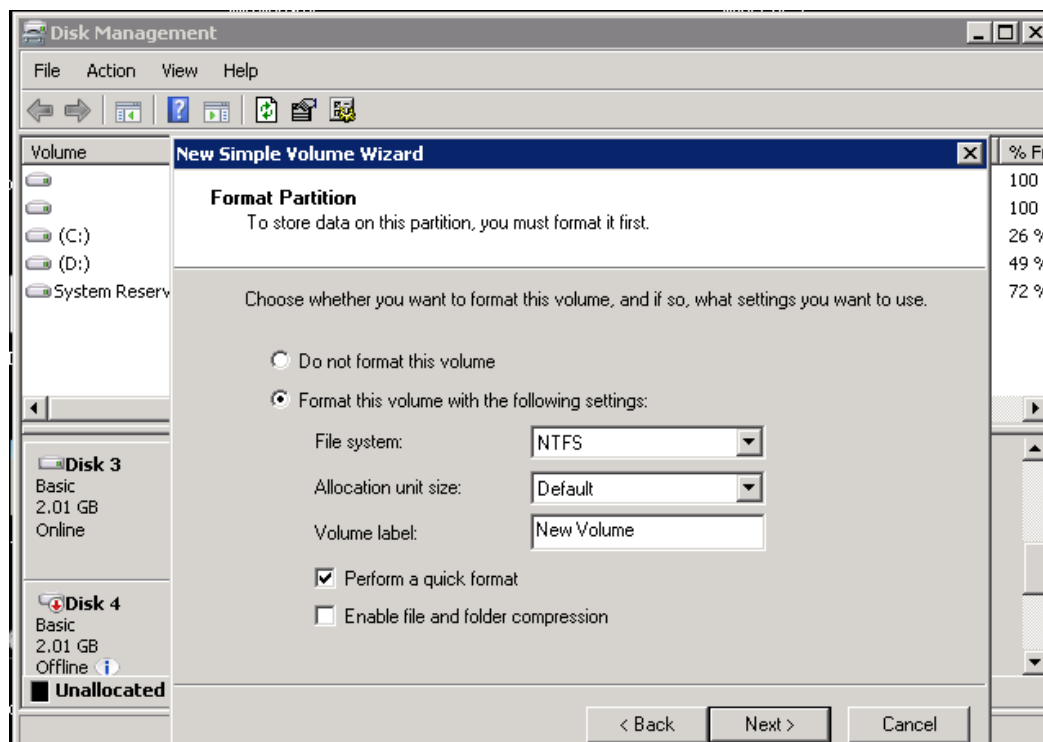 Disk Management
File Action View Help
Volume
% F
New Simple Volume Wizard
Format Partition
To store data on this partition, you must format it first.
100
100
(C:)
26 %
(D:)
49 %
System Reserv
72 %
Choose whether you want to format this volume, and if so, what settings you want to use.
Do not format this volume
Format this volume with the following settings:
File system: NTFS
Allocation unit size: Default
Volume label: New Volume
Perform a quick format
Enable file and folder compression
Disk 3
Basic
2.01 GB
Online
Disk 4
Basic
2.01 GB
Offline
Unallocated
< Back Next > Cancel